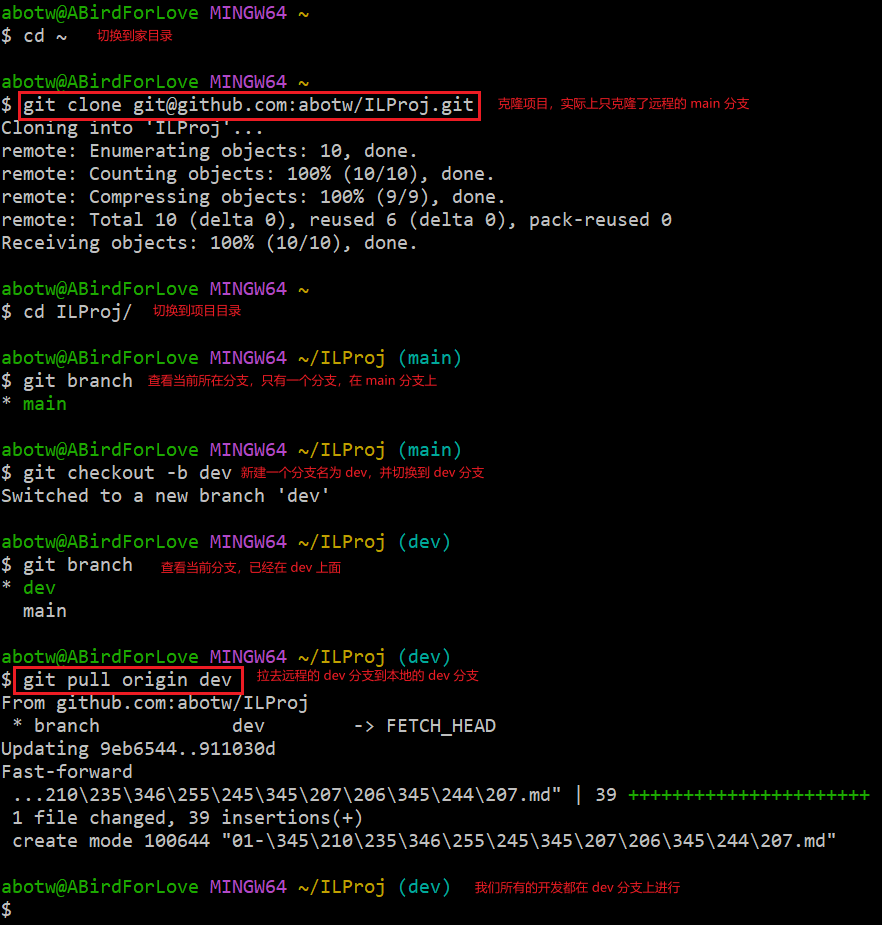 abotw@ABirdForLove MINGW64 ~
$ cd ~ 切换到家目录
abotw@ABirdForLove MINGW64 ~
$ git clone git@github.com:abotw/ILProj.git 克隆项目，实际上只克隆了远程的 main 分支
Cloning into 'ILProj'...
remote: Enumerating objects: 10, done.
remote: Counting objects: 100% (10/10), done.
remote: Compressing objects: 100% (9/9), done.
remote: Total 10 (delta 0), reused 6 (delta 0), pack-reused 0
Receiving objects: 100% (10/10), done.
abotw@ABirdForLove MINGW64 ~
$ cd ILProj/ 切换到项目目录
abotw@ABirdForLove MINGW64 ~/ILProj (main)
$ git branch 查看当前所在分支，只有一个分支，在 main 分支上
* main
abotw@ABirdForLove MINGW64 ~/ILProj (main)
$ git checkout -b dev 新建一个分支名为 dev，并切换到 dev 分支
Switched to a new branch 'dev'
abotw@ABirdForLove MINGW64 ~/ILProj (dev)
$ git branch 查看当前分支，已经在 dev 上面
* dev
main
abotw@ABirdForLove MINGW64 ~/ILProj (dev)
$ git pull origin dev 拉去远程的 dev 分支到本地的 dev 分支
From github.com:abotw/ILProj
* branch dev -> FETCH_HEAD
Updating 9eb6544..911030d
Fast-forward
...210\235\346\255\245\345\207\206\345\244\207.md" | 39 ++++++++++++++++++++++
1 file changed, 39 insertions(+)
create mode 100644 "01-\345\210\235\346\255\245\345\207\206\345\244\207.md"
abotw@ABirdForLove MINGW64 ~/ILProj (dev) 我们所有的开发都在 dev 分支上进行
$